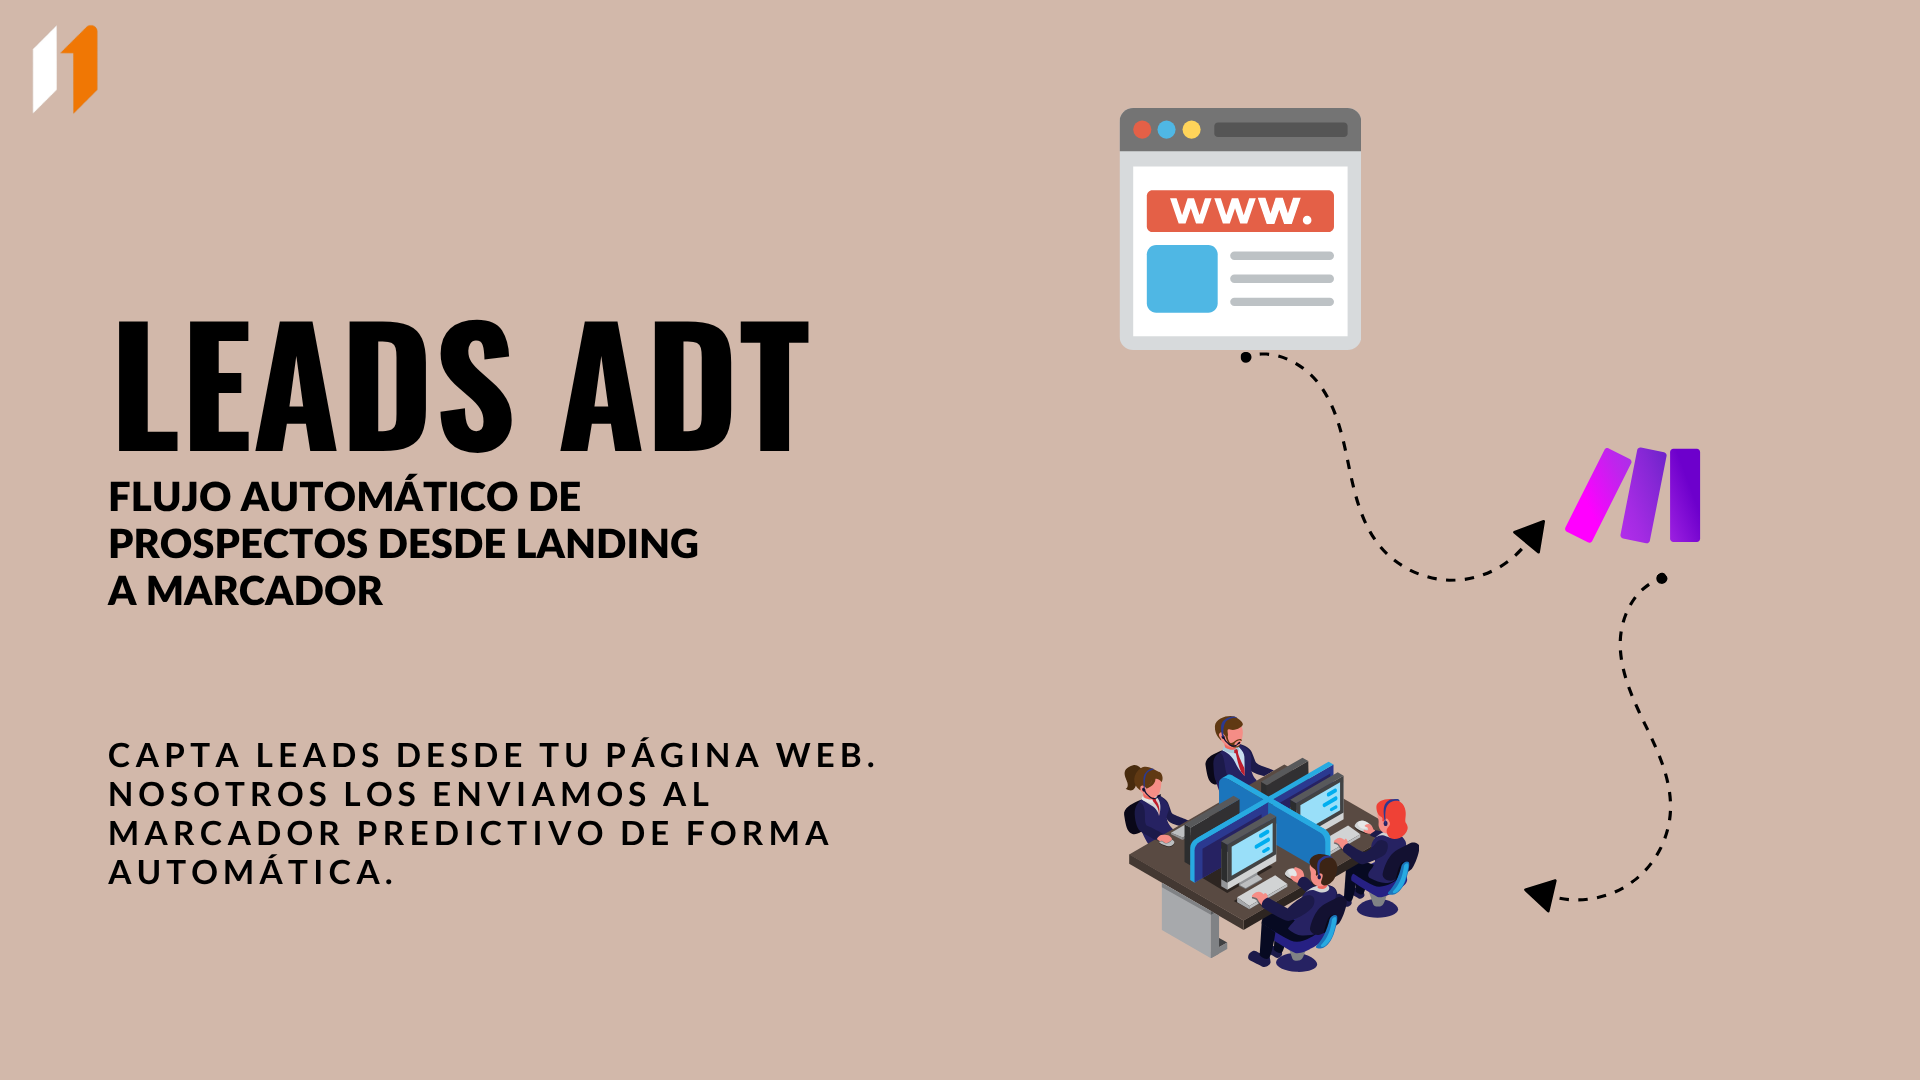 LEADS ADT
FLUJO AUTOMÁTICO DE
PROSPECTOS DESDE LANDING
A MARCADOR
CAPTA LEADS DESDE TU PÁGINA WEB.
NOSOTROS LOS ENVIAMOS AL
MARCADOR PREDICTIVO DE FORMA
AUTOMÁTICA.
www.